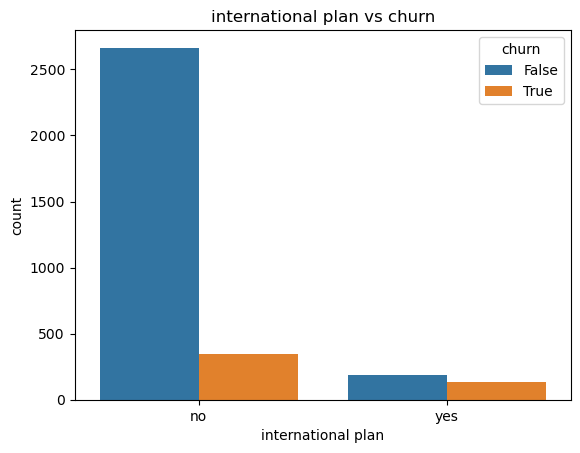 international plan vs churn
churn
False
True
2500
2000
1500
1000
500
0
count
no
yes
international plan